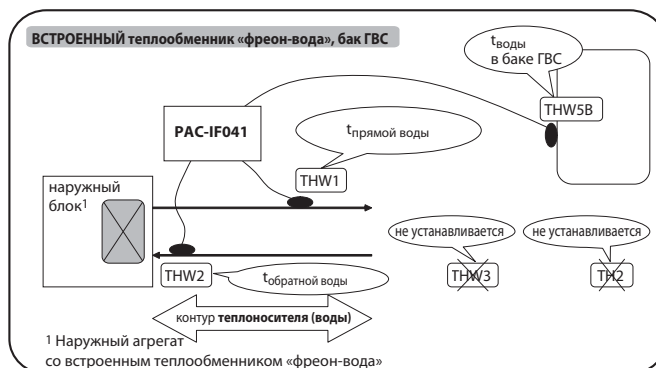 ВСТРОЕННЫЙ теплообменник «фреон-вода», бак ГВС
tводы
в баке ГВС
THW5B
PAC-IF041
tпрямой воды
THW1
наружный
блок1
не устанавливается
не устанавливается
THW2
tобратной воды
THW3
TH2
контур теплоносителя (воды)
1 Наружный агрегат
со встроенным теплообменником «фреон-вода»